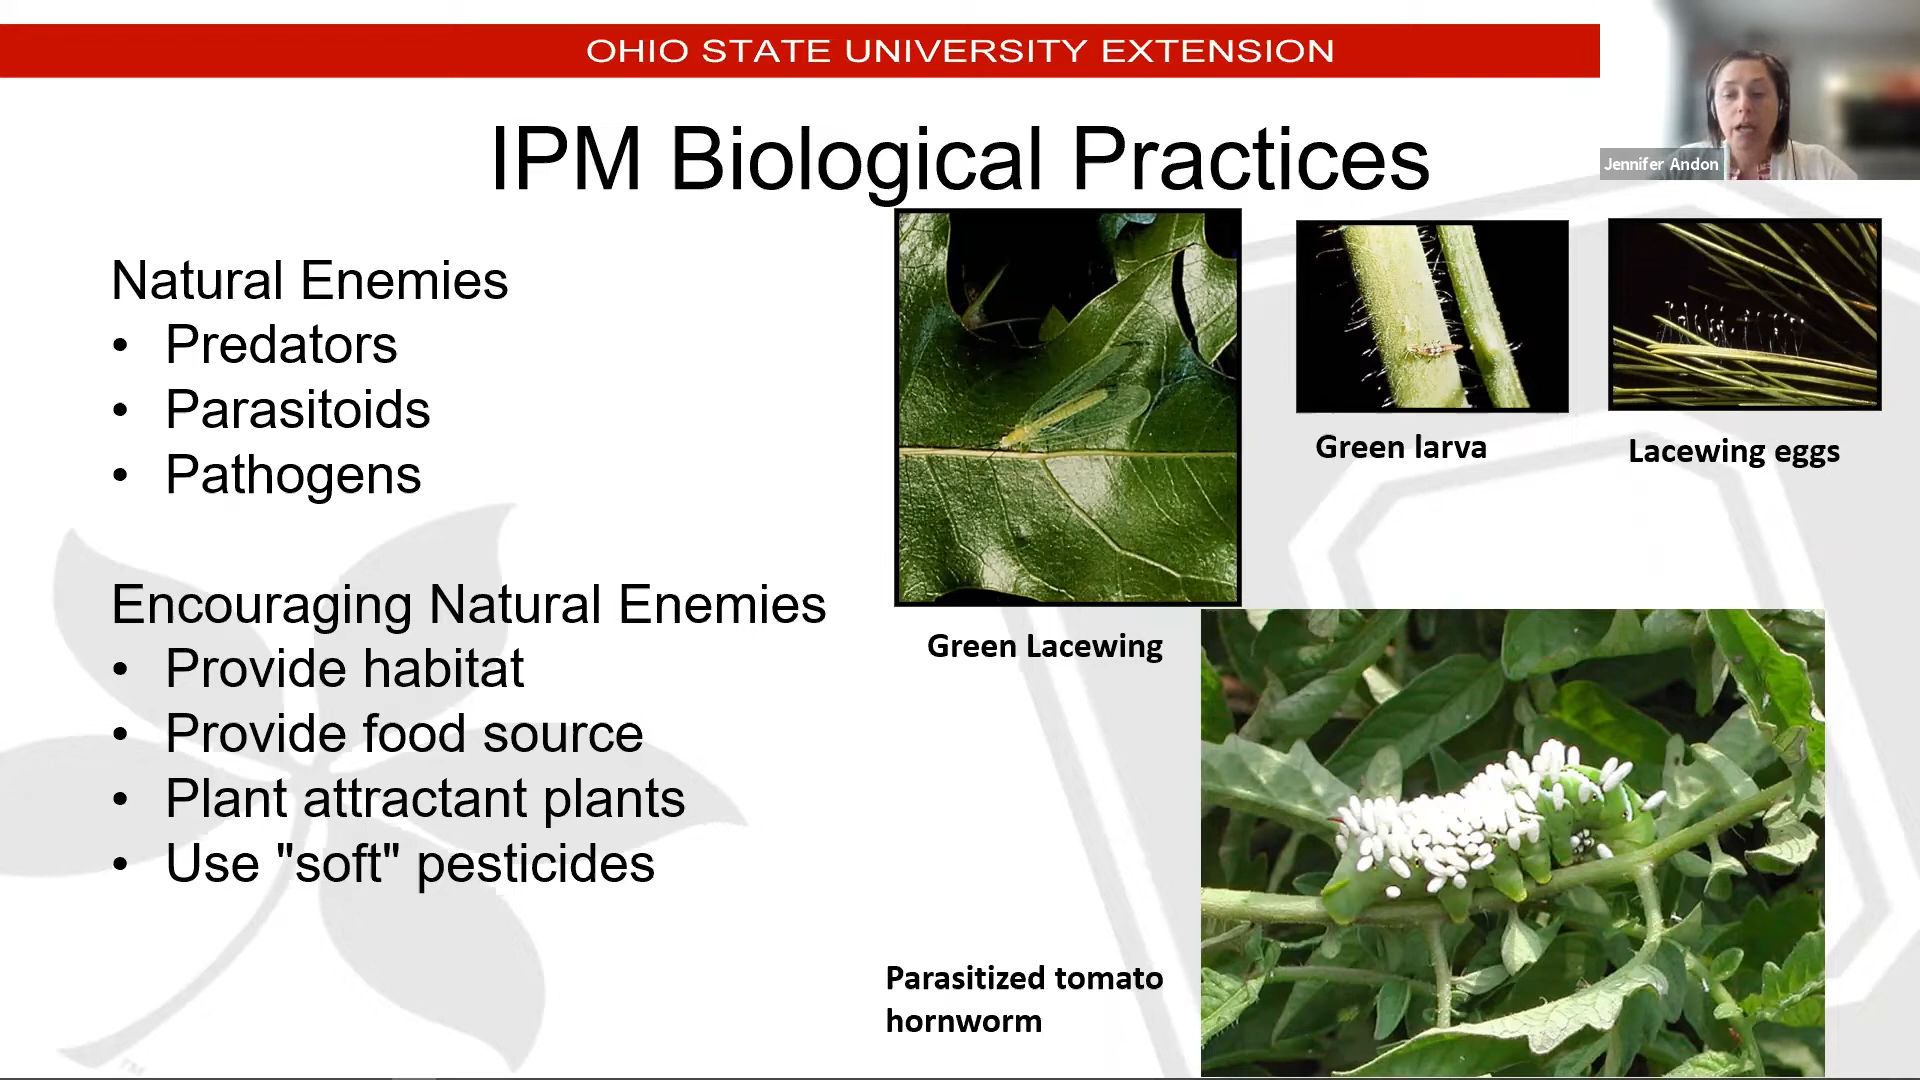 OHIO STATE UNIVERSITY EXTENSION
Jennifer Andon
IPM Biological Practices
Natural Enemies
• Predators
• Parasitoids
• Pathogens
Encouraging Natural Enemies
• Provide habitat
• Provide food source
• Plant attractant plants
• Use "soft" pesticides
Green Lacewing
Green larva
Lacewing eggs
Parasitized tomato
hornworm
TM